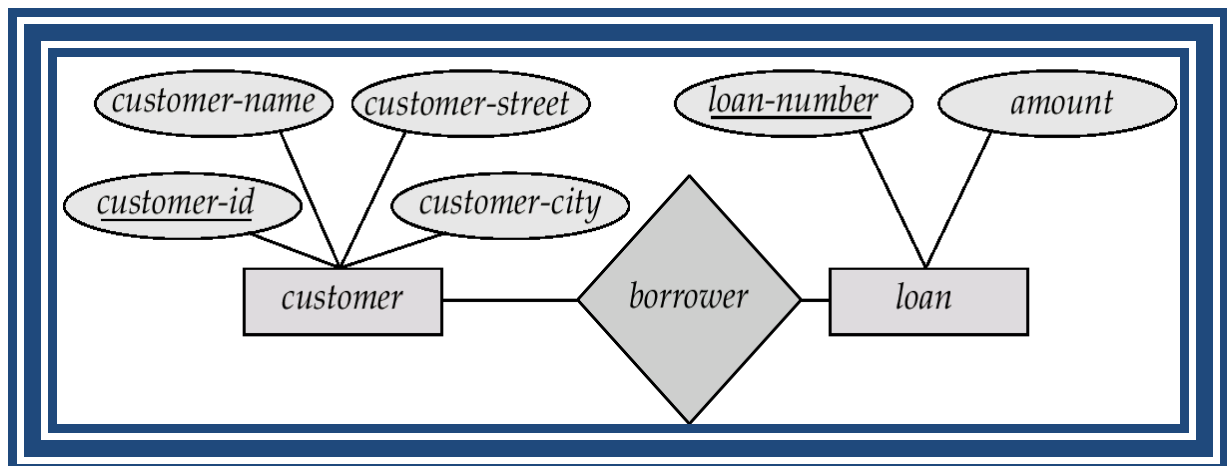 customer-name
customer-street
loan-number
amount
customer-id
customer-city
customer
borrower
loan